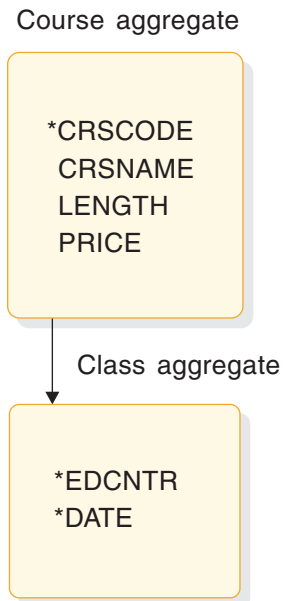 Course aggregate
*CRSCODE
CRSNAME
LENGTH
PRICE
Class aggregate
*EDCNTR
*DATE